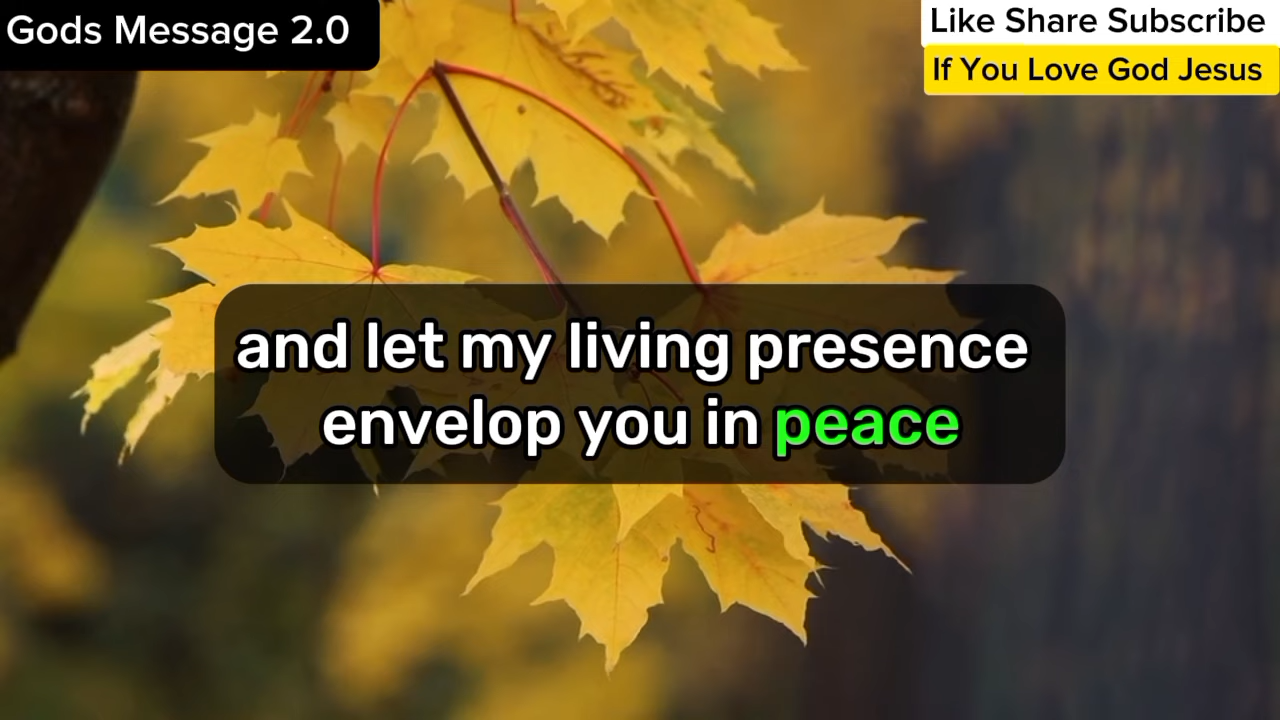 Gods Message 2.0
Like Share Subscribe
If You Love God Jesus
and let my living presence
envelop you in peace